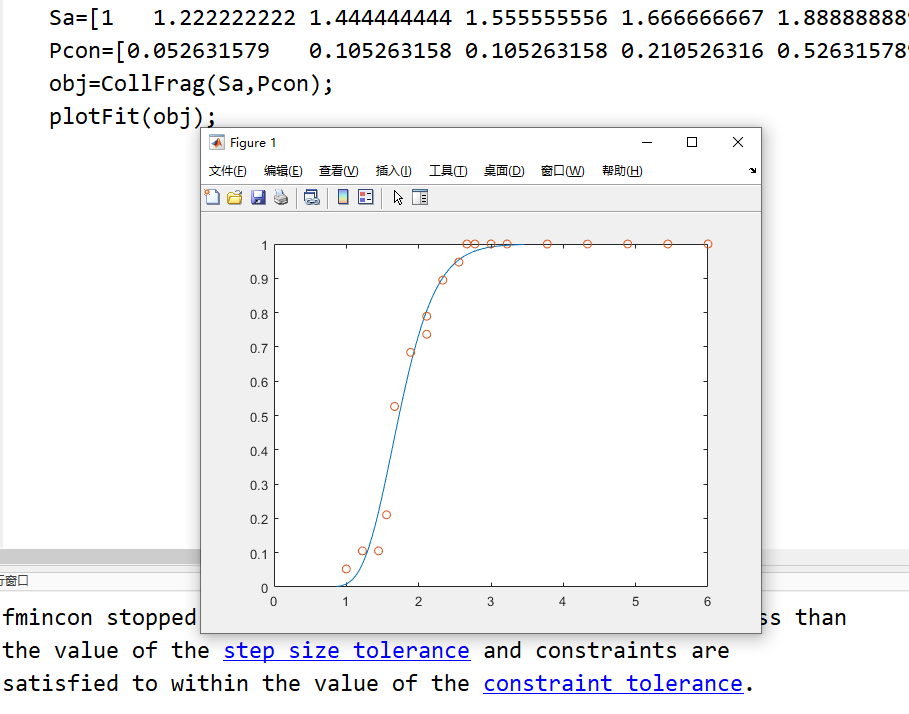 Sa=[1 1.222222222 1.444444444 1.555555556 1.666666667 1.888888889
Pcon=[0.052631579 0.105263158 0.105263158 0.210526316 0.526315789
obj=CollFrag(Sa,Pcon);
plotFit(obj);
Figure 1
文件(F) 编辑(E) 查看(V) 插入(I) 工具(T) 桌面(D) 窗口(W) 帮助(H)
1
0.9
0.8
0.7
0.6
0.5
0.4
0.3
0.2
0.1
0
0 1 2 3 4 5 6
行窗口
fmincon stopped ss than
the value of the step size tolerance and constraints are
satisfied to within the value of the constraint tolerance.